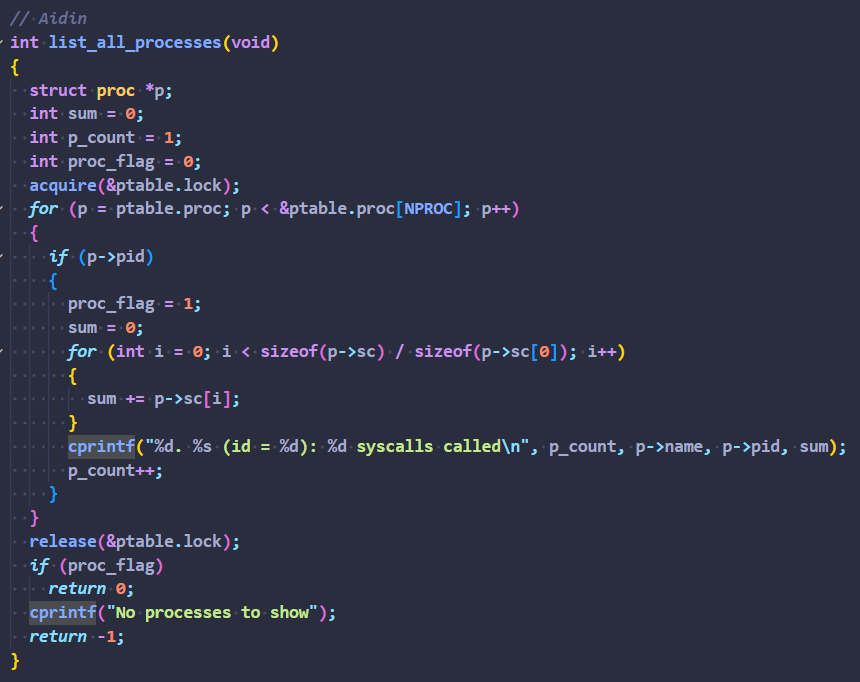 // Aidin
int list_all_processes(void)
{
  struct proc *p;
  int sum = 0;
  int p_count = 1;
  int proc_flag = 0;
  acquire(&ptable.lock);
  for (p = ptable.proc; p < &ptable.proc[NPROC]; p++)
  {
    if (p->pid)
    {
      proc_flag = 1;
      sum = 0;
      for (int i = 0; i < sizeof(p->sc) / sizeof(p->sc[0]); i++)
      {
        sum += p->sc[i];
      }
      cprintf("%d. %s (id = %d): %d syscalls called\n", p_count, p->name, p->pid, sum);
      p_count++;
    }
  }
  release(&ptable.lock);
  if (proc_flag)
    return 0;
  cprintf("No processes to show");
  return -1;
}